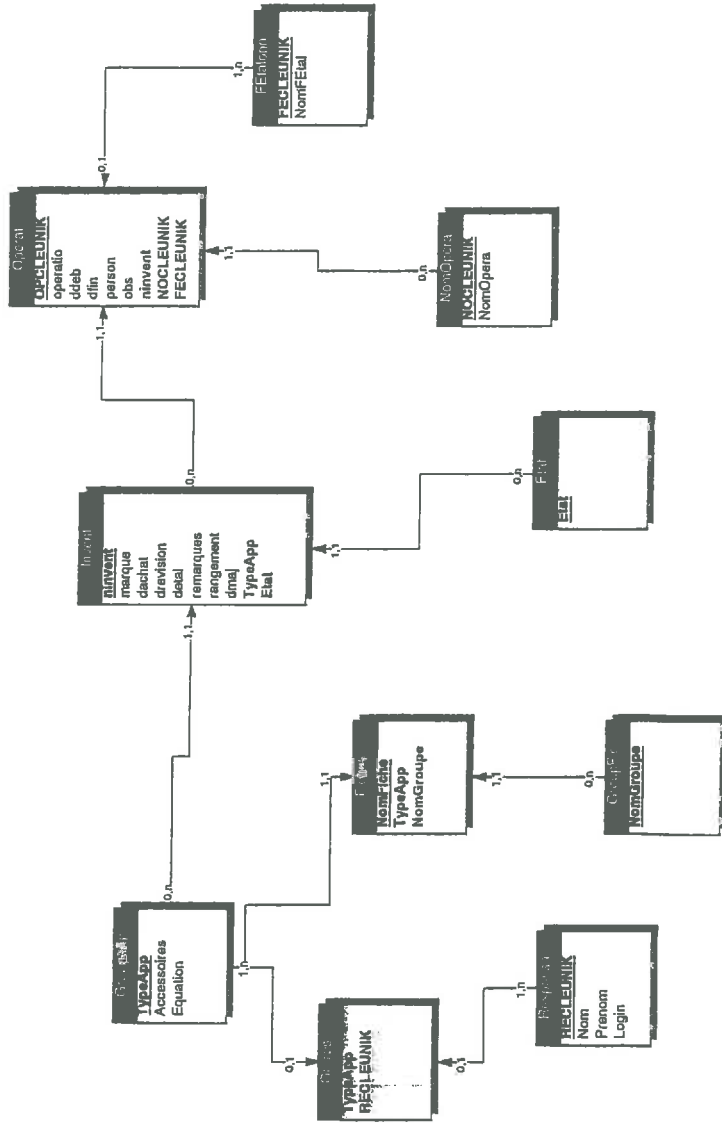 Operat
OPCLEUNIK
operatio
ddeb
dfin
person
obs
ninvent
NOCLEUNIK
FECLEUNIK
FEtalonn
FECLEUNIK
NomFEtal
0,1
1,n
1,1
1,1
0,n
NomOpera
NOCLEUNIK
NomOpera
0,n
Invent
ninvent
marque
dachat
drevision
detal
remarques
rangement
dmaj
TypeApp
Etat
1,1
1,1
0,n
Etat
Etat
0,n
TypeApp
Accessoires
Equation
1,n
1,1
NomFiche
TypeApp
NomGroupe
1,1
0,n
NomGroupe
0,1
TypeApp
RECLEUNIK
0,1
1,n
RECLEUNIK
Nom
Prenom
Login